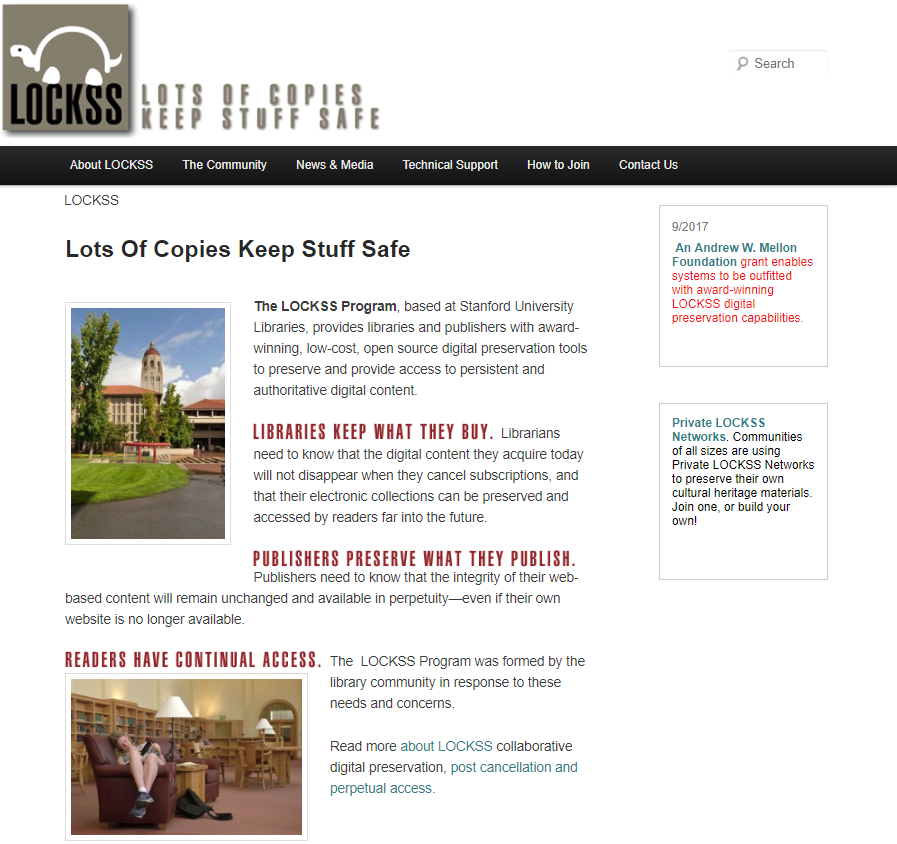 LOCKSS
LOTS OF COPIES
KEEP STUFF SAFE
Search
About LOCKSS The Community News & Media Technical Support How to Join Contact Us
LOCKSS
Lots Of Copies Keep Stuff Safe
The LOCKSS Program, based at Stanford University
Libraries, provides libraries and publishers with award-
winning, low-cost, open source digital preservation tools
to preserve and provide access to persistent and
authoritative digital content.
LIBRARIES KEEP WHAT THEY BUY. Librarians
need to know that the digital content they acquire today
will not disappear when they cancel subscriptions, and
that their electronic collections can be preserved and
accessed by readers far into the future.
PUBLISHERS PRESERVE WHAT THEY PUBLISH.
Publishers need to know that the integrity of their web-
based content will remain unchanged and available in perpetuity—even if their own
website is no longer available.
READERS HAVE CONTINUAL ACCESS. The LOCKSS Program was formed by the
library community in response to these
needs and concerns.
Read more about LOCKSS collaborative
digital preservation, post cancellation and
perpetual access.
9/2017
An Andrew W. Mellon
Foundation grant enables
systems to be outfitted
with award-winning
LOCKSS digital
preservation capabilities.
Private LOCKSS
Networks. Communities
of all sizes are using
Private LOCKSS Networks
to preserve their own
cultural heritage materials.
Join one, or build your
own!